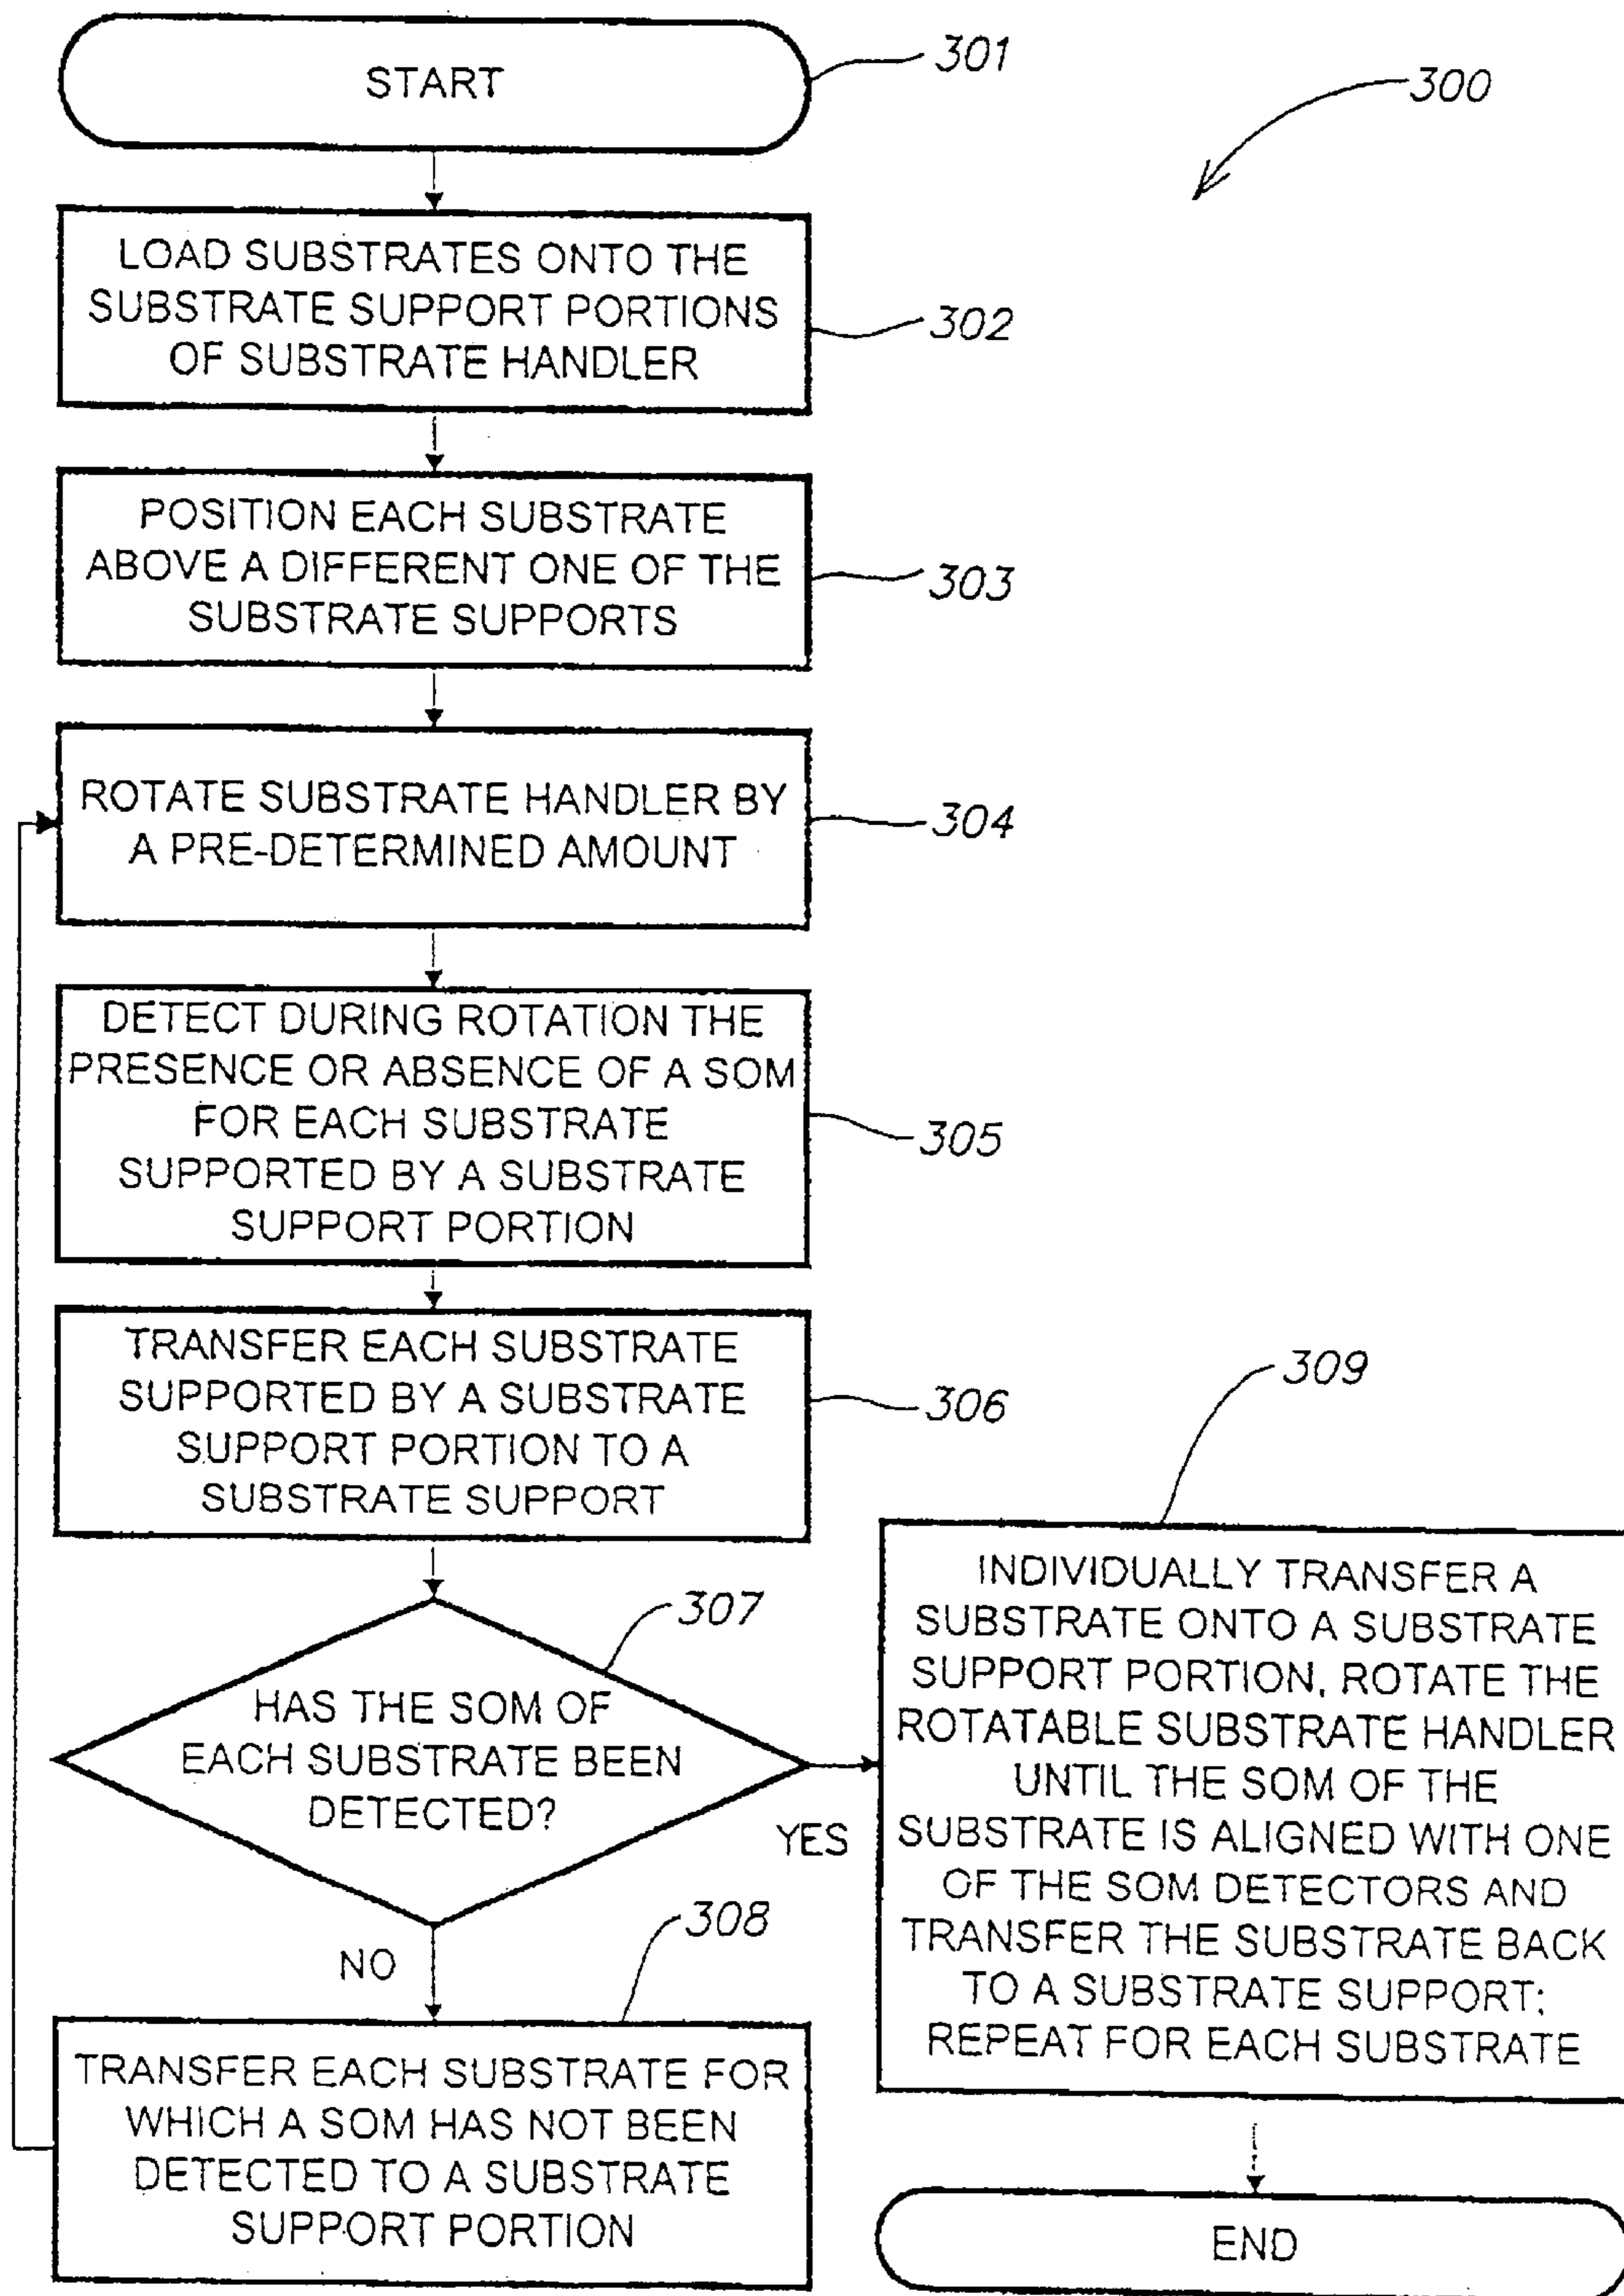 START
301
300
LOAD SUBSTRATES ONTO THE
SUBSTRATE SUPPORT PORTIONS
OF SUBSTRATE HANDLER
302
POSITION EACH SUBSTRATE
ABOVE A DIFFERENT ONE OF THE
SUBSTRATE SUPPORTS
303
ROTATE SUBSTRATE HANDLER BY
A PRE-DETERMINED AMOUNT
304
DETECT DURING ROTATION THE
PRESENCE OR ABSENCE OF A SOM
FOR EACH SUBSTRATE
SUPPORTED BY A SUBSTRATE
SUPPORT PORTION
305
TRANSFER EACH SUBSTRATE
SUPPORTED BY A SUBSTRATE
SUPPORT PORTION TO A
SUBSTRATE SUPPORT
306
307
HAS THE SOM OF
EACH SUBSTRATE BEEN
DETECTED?
YES
NO
308
TRANSFER EACH SUBSTRATE FOR
WHICH A SOM HAS NOT BEEN
DETECTED TO A SUBSTRATE
SUPPORT PORTION
309
INDIVIDUALLY TRANSFER A
SUBSTRATE ONTO A SUBSTRATE
SUPPORT PORTION, ROTATE THE
ROTATABLE SUBSTRATE HANDLER
UNTIL THE SOM OF THE
SUBSTRATE IS ALIGNED WITH ONE
OF THE SOM DETECTORS AND
TRANSFER THE SUBSTRATE BACK
TO A SUBSTRATE SUPPORT;
REPEAT FOR EACH SUBSTRATE
END